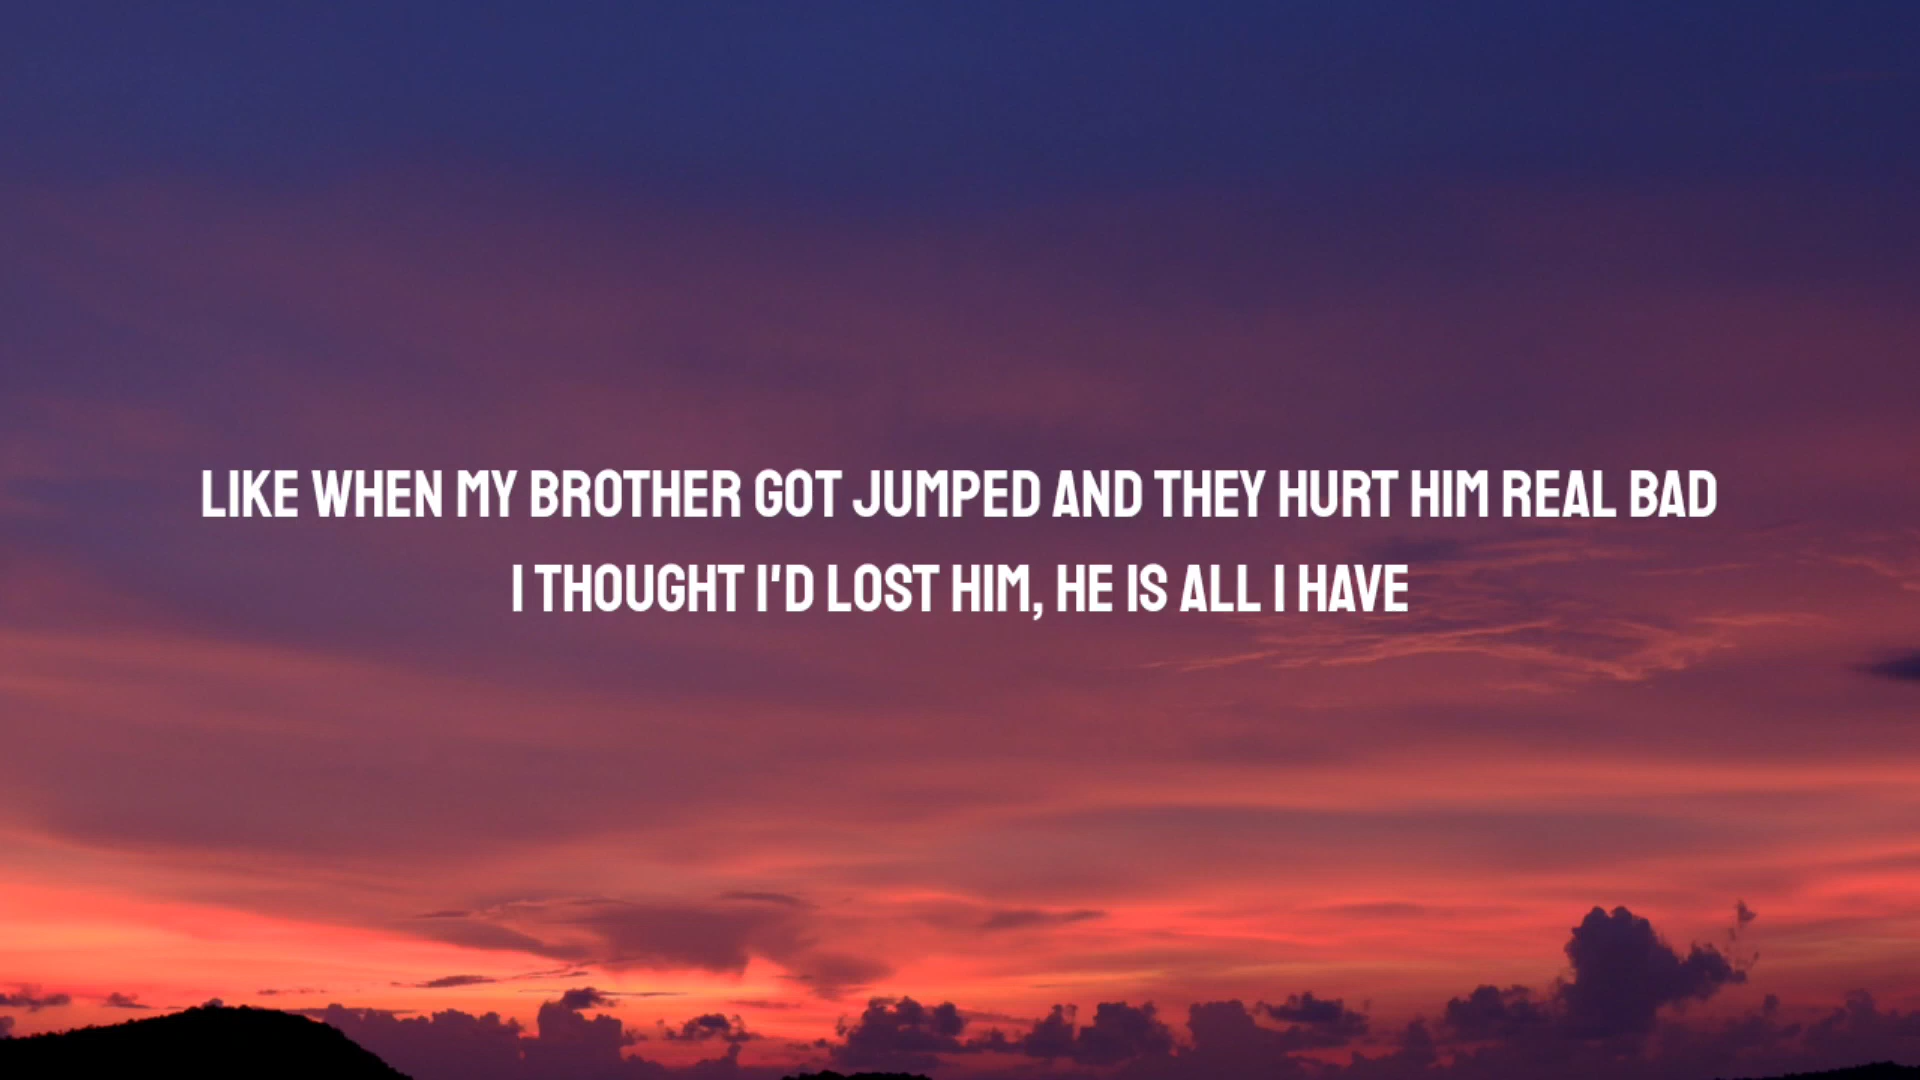 LIKE WHEN MY BROTHER GOT JUMPED AND THEY HURT HIM REAL BAD
I THOUGHT I'D LOST HIM, HE IS ALL I HAVE